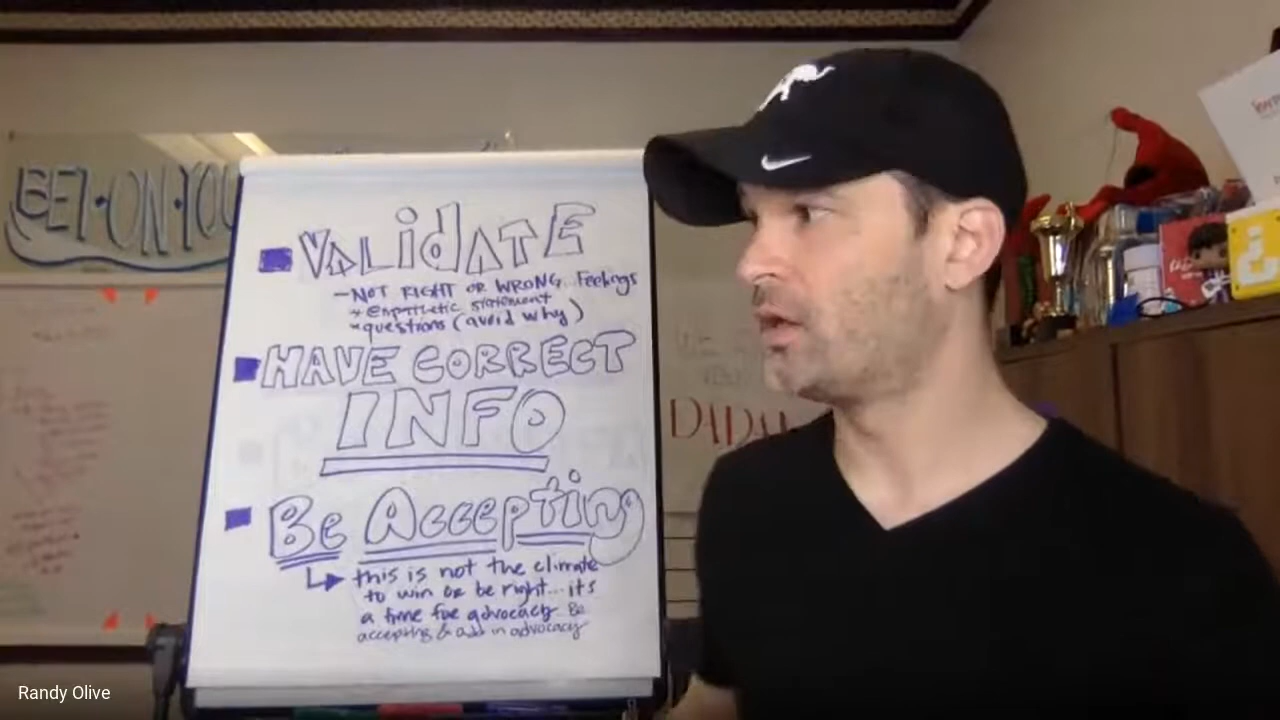 BET·ON·YOU
VALidATE
- NOT RIGHT OR WRONG...Feelings
* Empathetic statement
* questions (avoid why)
HAVE CORRECT
INFO
Be Accepting
this is not the climate
to win or be right...it's
a time for advocacy. Be
accepting & add in advocacy
DADA
Randy Olive